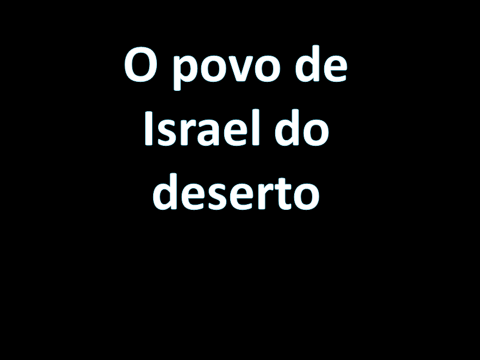 O povo de
Israel do
deserto